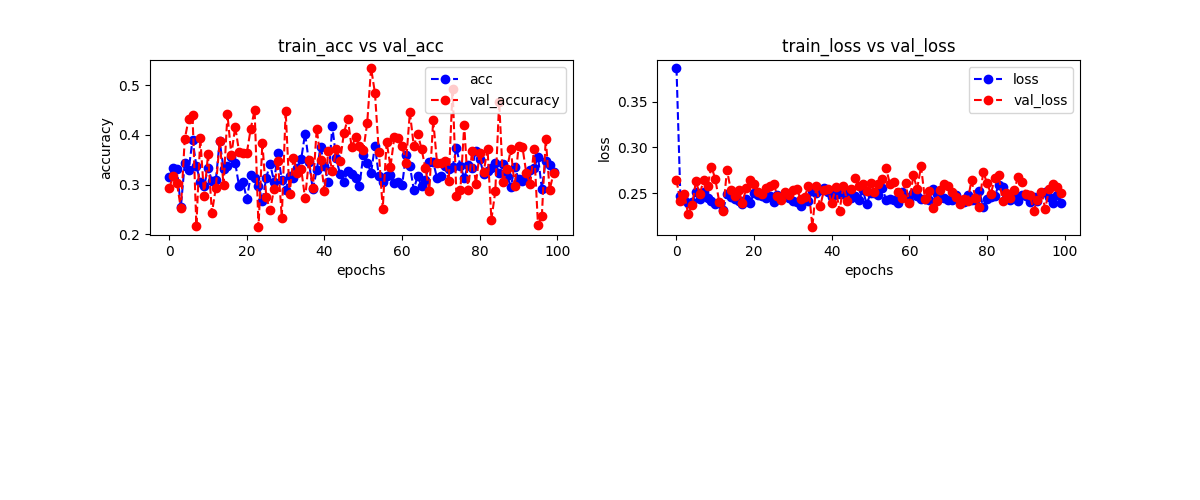 train_acc vs val_acc
accuracy
0.5
0.4
0.3
0.2
0
20
40
60
80
100
epochs
acc
val_accuracy
train_loss vs val_loss
loss
0.35
0.30
0.25
0
20
40
60
80
100
epochs
loss
val_loss